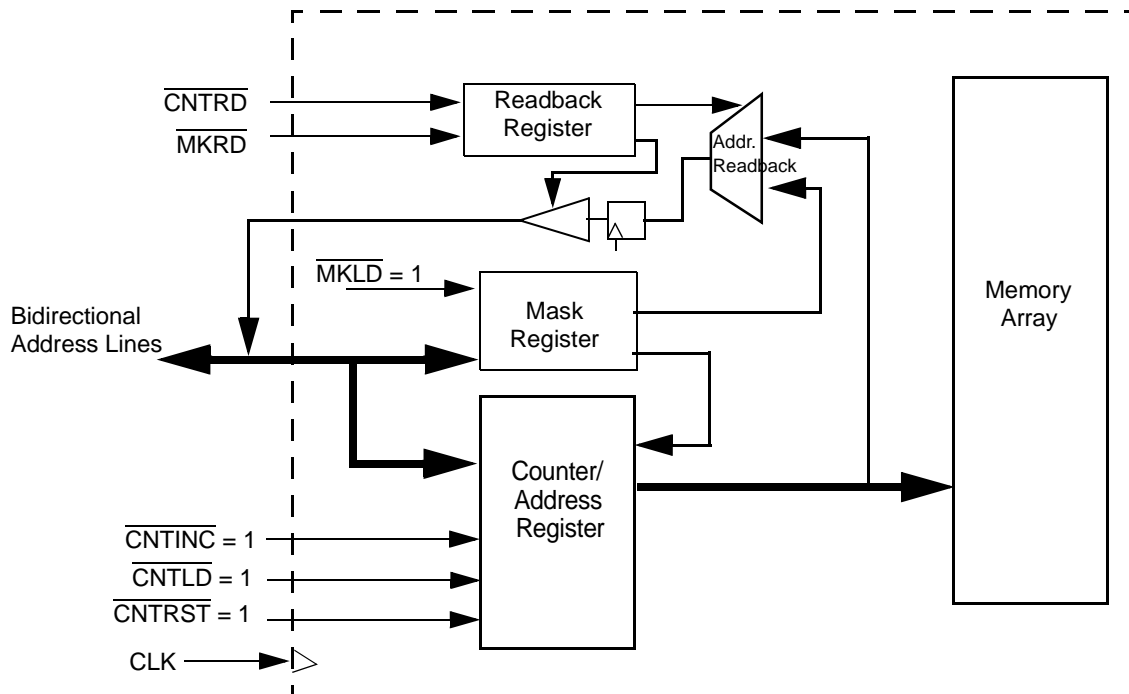 CNTRD
MKRD
Readback
Register
Addr.
Readback
MKLD = 1
Mask
Register
Memory
Array
Bidirectional
Address Lines
Counter/
Address
Register
CNTINC = 1
CNTLD = 1
CNTRST = 1
CLK